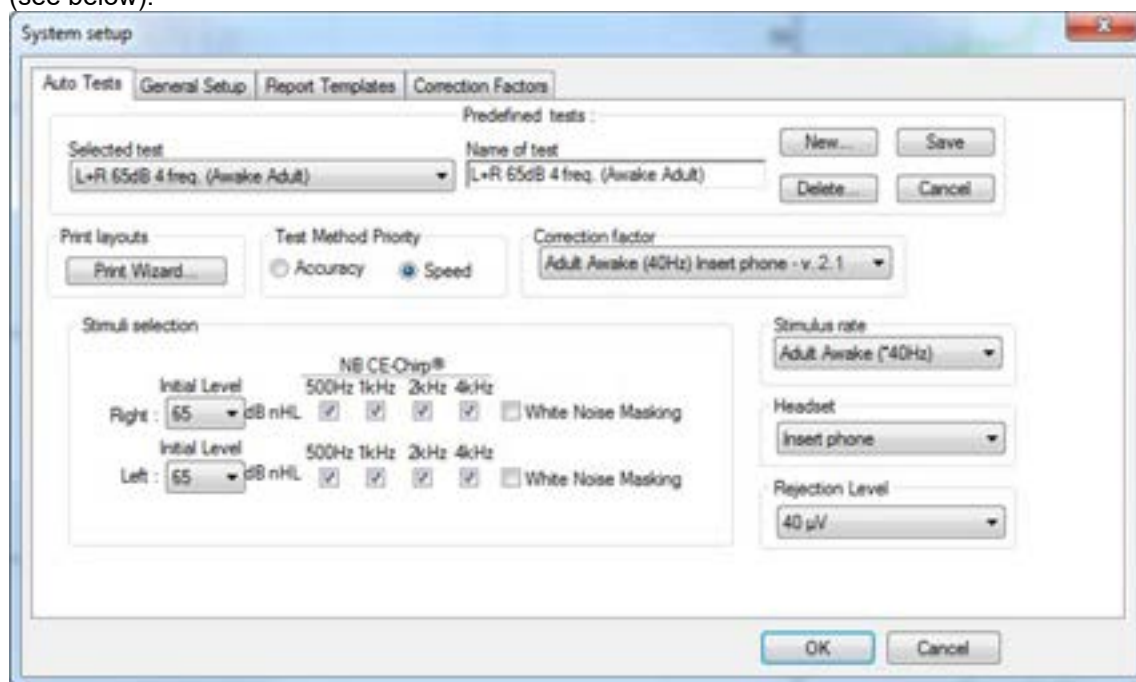 (see below).
System setup
Auto Tests General Setup Report Templates Correction Factors
Predefined tests :
Selected test Name of test New... Save
L+R 65dB 4 freq. (Awake Adult) L+R 65dB 4 freq. (Awake Adult)
Delete... Cancel
Print layouts Test Method Priority Correction factor
Print Wizard... Accuracy Speed Adult Awake (40Hz) Insert phone - v. 2.1
Stimuli selection Stimulus rate
Adult Awake (~40Hz)
NB CE-Chirp®
Initial Level 500Hz 1kHz 2kHz 4kHz
Right : 65 dB nHL White Noise Masking
Headset
Insert phone
Initial Level 500Hz 1kHz 2kHz 4kHz
Left : 65 dB nHL White Noise Masking
Rejection Level
40 µV
OK Cancel